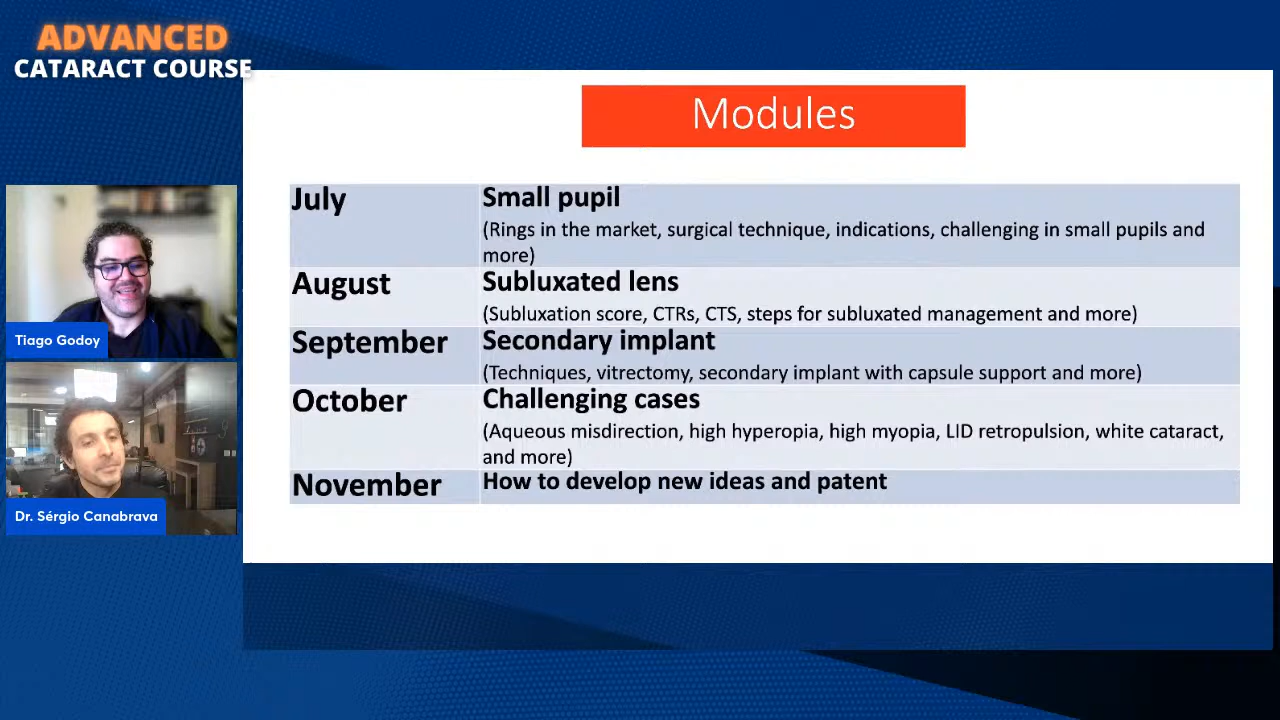 ADVANCED
CATARACT COURSE
Modules
July
Small pupil
(Rings in the market, surgical technique, indications, challenging in small pupils and
more)
August
Subluxated lens
(Subluxation score, CTRs, CTS, steps for subluxated management and more)
September
Secondary implant
(Techniques, vitrectomy, secondary implant with capsule support and more)
October
Challenging cases
(Aqueous misdirection, high hyperopia, high myopia, LID retropulsion, white cataract,
and more)
November
How to develop new ideas and patent
Tiago Godoy
Dr. Sérgio Canabrava